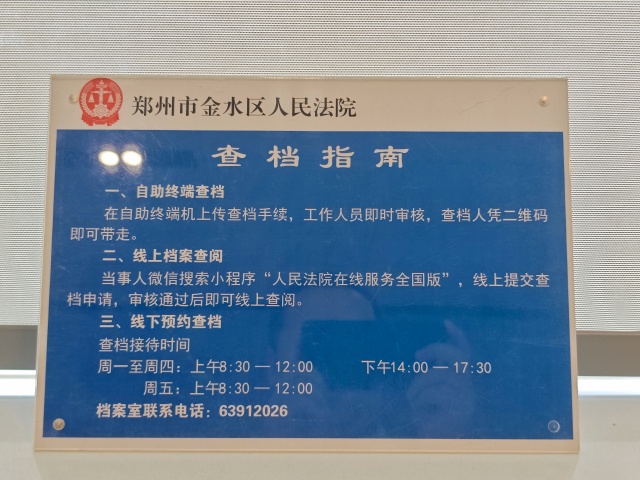 郑州市金水区人民法院
查档指南
一、自助终端查档
在自助终端机上传查档手续，工作人员即时审核，查档人凭二维码
即可带走。
二、线上档案查阅
当事人微信搜索小程序“人民法院在线服务全国版”，线上提交查
档申请，审核通过后即可线上查阅。
三、线下预约查档
查档接待时间
周一至周四：上午8:30 — 12:00 下午14:00 — 17:30
周五：上午8:30 — 12:00
档案室联系电话：63912026